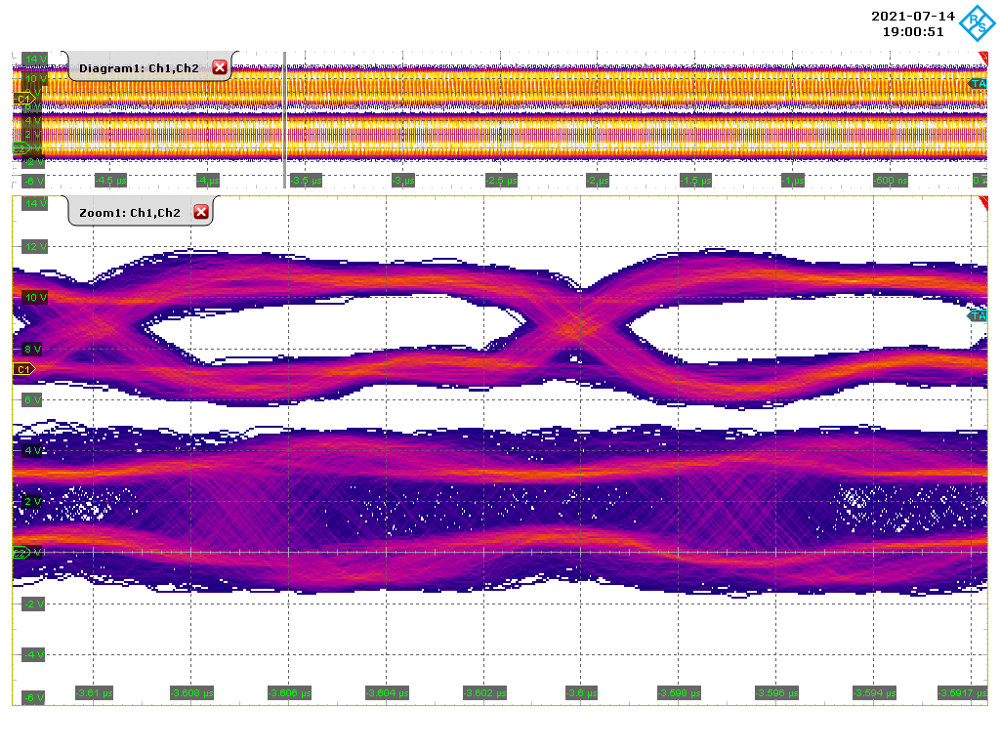 2021-07-14
19:00:51
R&S
Diagram1: Ch1,Ch2
14 V
10 V
C1
TA
4 V
2 V
-2 V
-6 V
-4.5 µs
-4 µs
-3.5 µs
-3 µs
-2.5 µs
-2 µs
-1.5 µs
-1 µs
-500 ns
Zoom1: Ch1,Ch2
14 V
12 V
10 V
TA
8 V
C1
6 V
4 V
2 V
C2
0 V
-2 V
-4 V
-6 V
-3.61 µs
-3.608 µs
-3.606 µs
-3.604 µs
-3.602 µs
-3.6 µs
-3.598 µs
-3.596 µs
-3.594 µs
-3.5917 µs